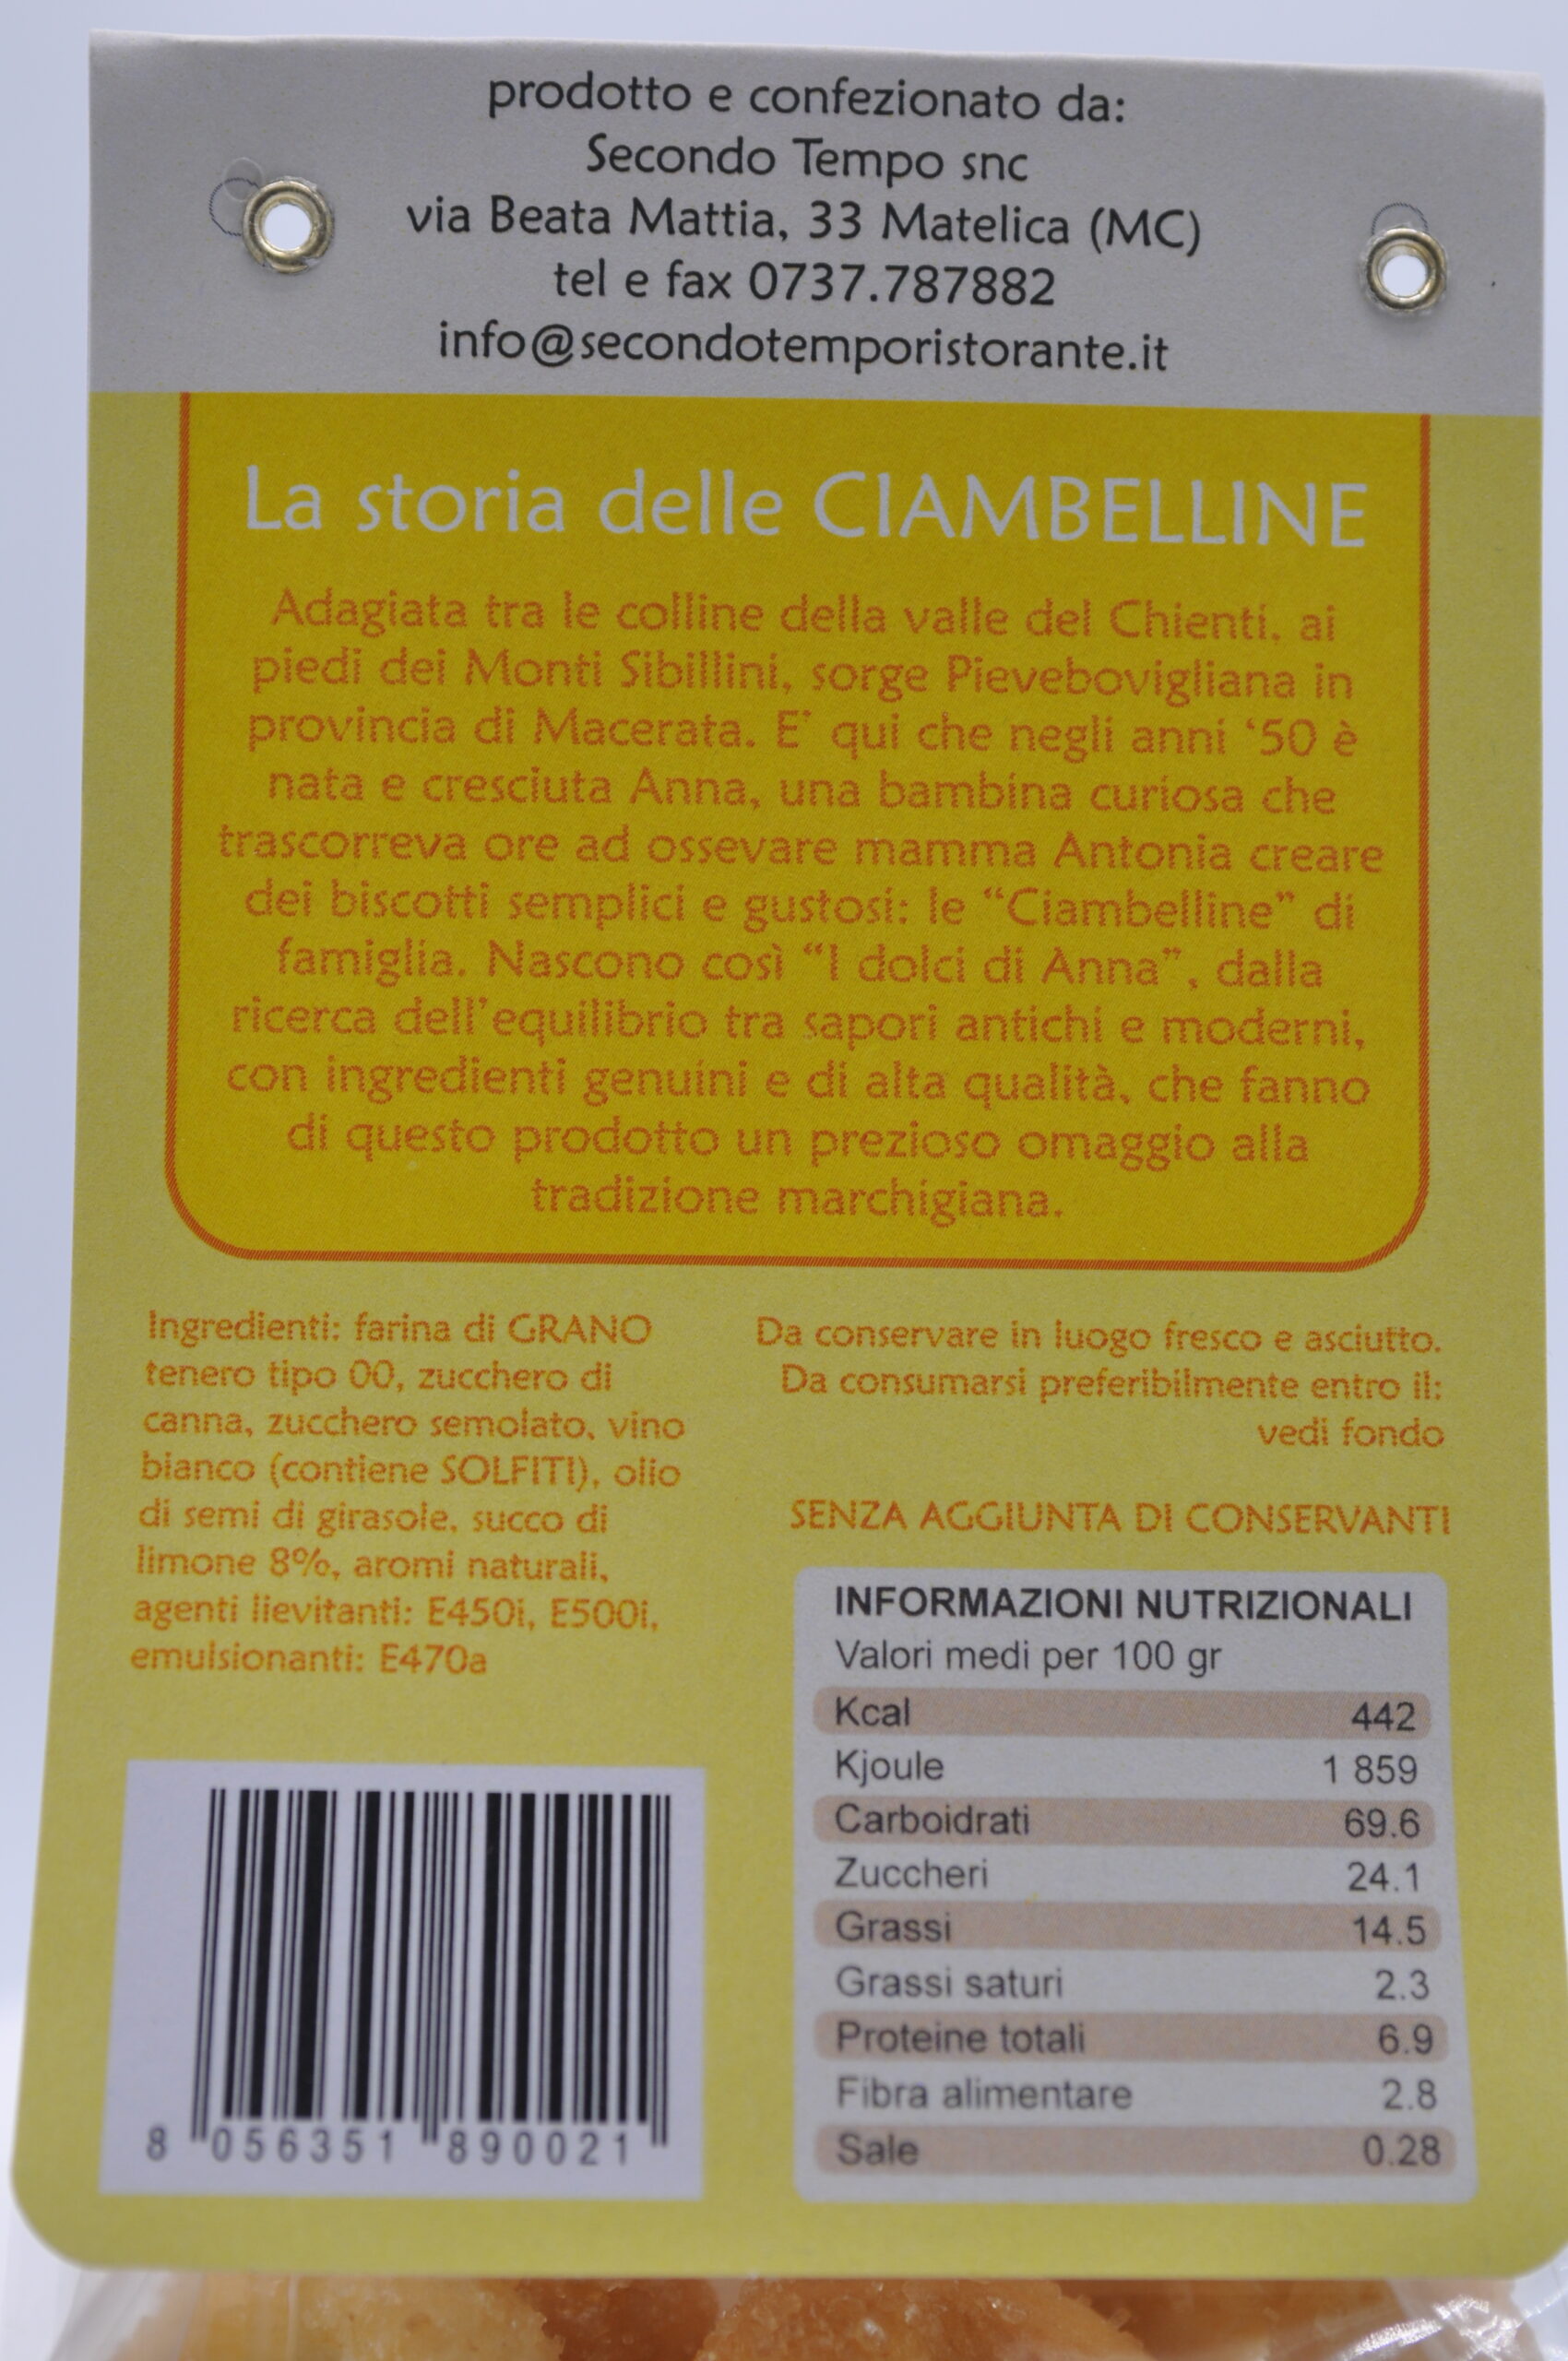 prodotto e confezionato da:
Secondo Tempo snc
via Beata Mattia, 33 Matelica (MC)
tel e fax 0737.787882
info@secondotemporistorante.it
La storia delle CIAMBELLINE
Adagiata tra le colline della valle del Chienti, ai
piedi dei Monti Sibillini, sorge Pievebovigliana in
provincia di Macerata. E' qui che negli anni ‘50 è
nata e cresciuta Anna, una bambina curiosa che
trascorreva ore ad ossevare mamma Antonia creare
dei biscotti semplici e gustosi: le “Ciambelline” di
famiglia. Nascono così “I dolci di Anna”, dalla
ricerca dell'equilibrio tra sapori antichi e moderni,
con ingredienti genuini e di alta qualità, che fanno
di questo prodotto un prezioso omaggio alla
tradizione marchigiana.
Ingredienti: farina di GRANO
tenero tipo 00, zucchero di
canna, zucchero semolato, vino
bianco (contiene SOLFITI), olio
di semi di girasole, succo di
limone 8%, aromi naturali,
agenti lievitanti: E450i, E500i,
emulsionanti: E470a
Da conservare in luogo fresco e asciutto.
Da consumarsi preferibilmente entro il:
vedi fondo
SENZA AGGIUNTA DI CONSERVANTI
INFORMAZIONI NUTRIZIONALI
Valori medi per 100 gr
Kcal 442
Kjoule 1 859
Carboidrati 69.6
Zuccheri 24.1
Grassi 14.5
Grassi saturi 2.3
Proteine totali 6.9
Fibra alimentare 2.8
Sale 0.28
8 056351 890021